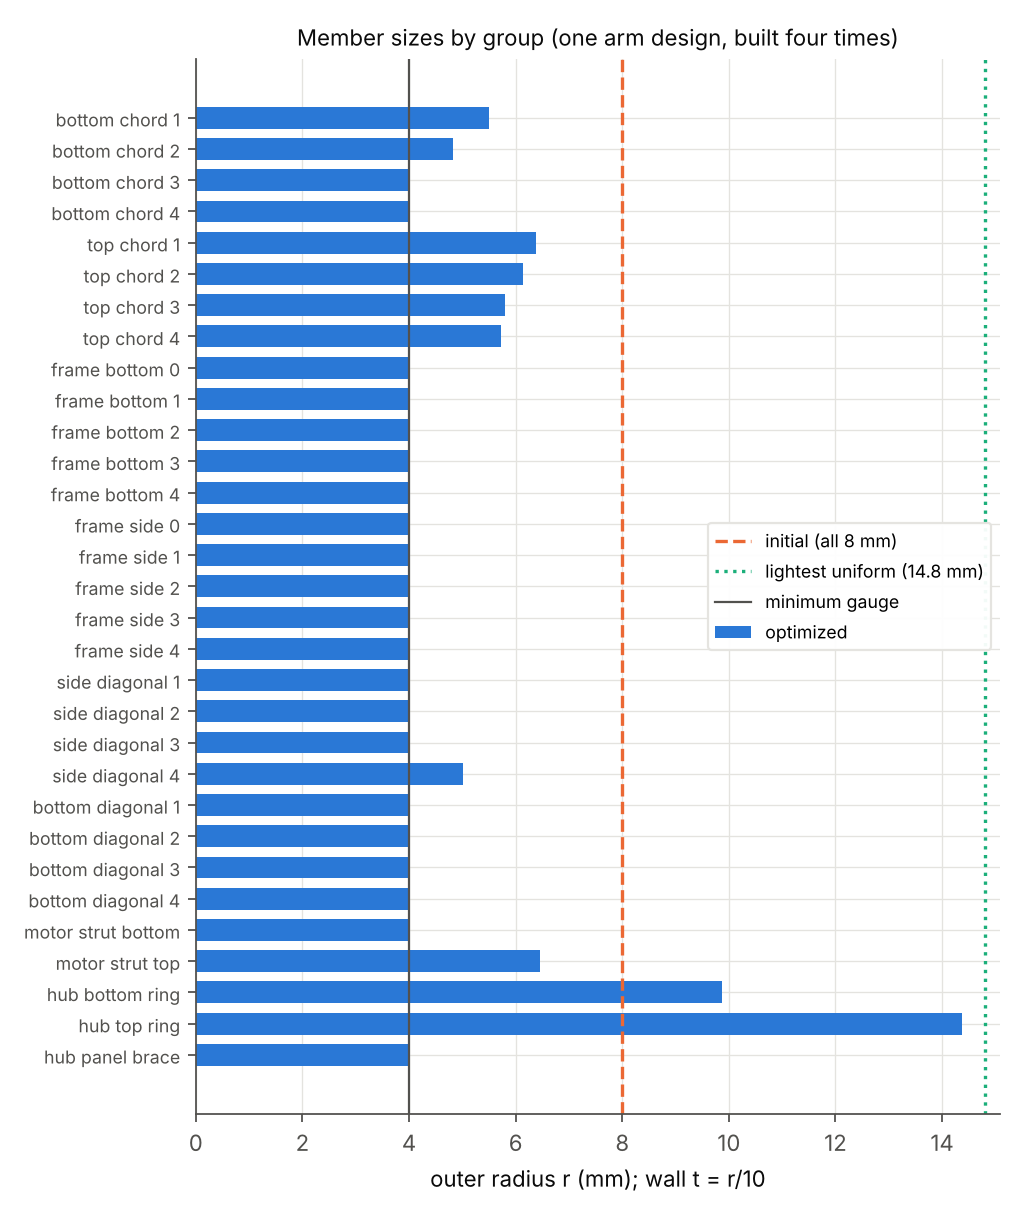 Member sizes by group (one arm design, built four times)
bottom chord 1
bottom chord 2
bottom chord 3
bottom chord 4
top chord 1
top chord 2
top chord 3
top chord 4
frame bottom 0
frame bottom 1
frame bottom 2
frame bottom 3
frame bottom 4
frame side 0
frame side 1
frame side 2
frame side 3
frame side 4
side diagonal 1
side diagonal 2
side diagonal 3
side diagonal 4
bottom diagonal 1
bottom diagonal 2
bottom diagonal 3
bottom diagonal 4
motor strut bottom
motor strut top
hub bottom ring
hub top ring
hub panel brace
initial (all 8 mm)
lightest uniform (14.8 mm)
minimum gauge
optimized
0 2 4 6 8 10 12 14
outer radius r (mm); wall t = r/10